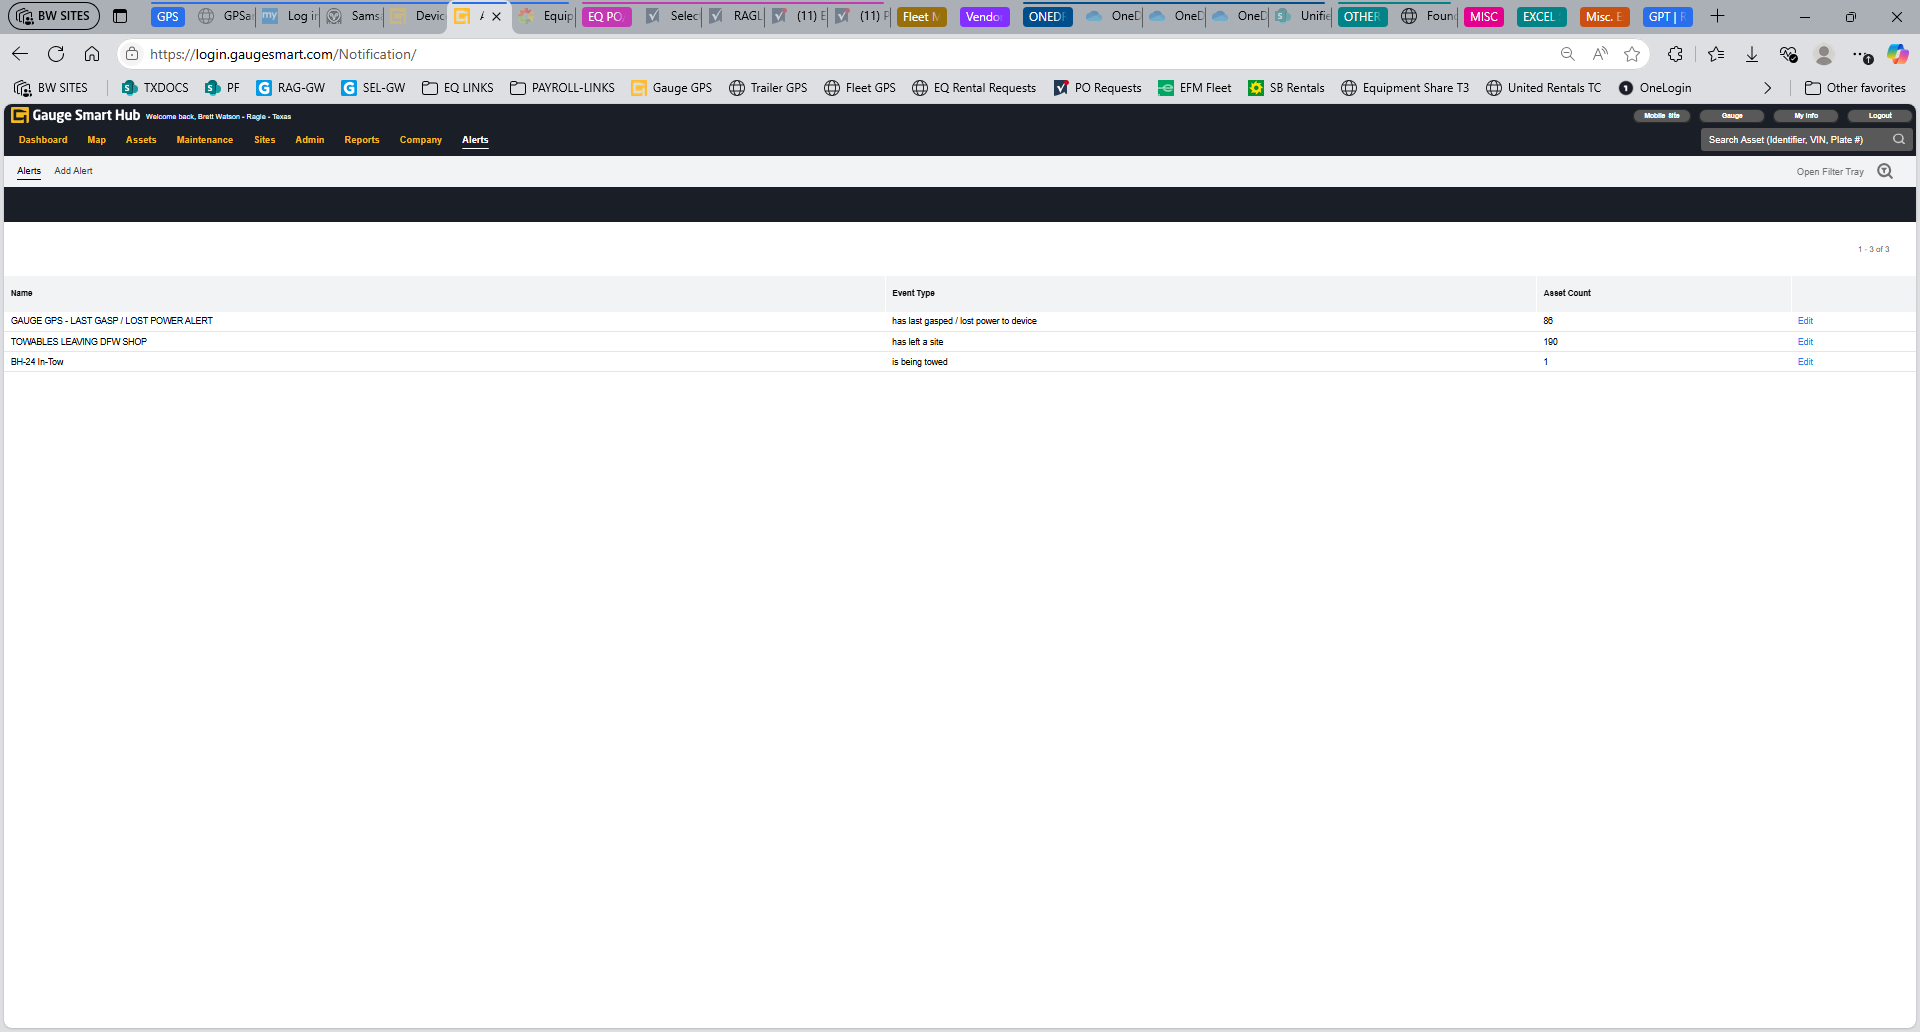 BW SITES GPS GPSar Log in Sams Devic Equip EQ PO Selec RAGL (11) E (11) F Fleet M Vendor ONEDR OneD OneD OneD Unifie OTHER Foun MISC EXCEL Misc. E GPT | R
https://login.gaugesmart.com/Notification/
BW SITES TXDOCS PF RAG-GW SEL-GW EQ LINKS PAYROLL-LINKS Gauge GPS Trailer GPS Fleet GPS EQ Rental Requests PO Requests EFM Fleet SB Rentals Equipment Share T3 United Rentals TC OneLogin Other favorites
Gauge Smart Hub Welcome back, Brett Watson - Ragle - Texas Mobile Site Gauge My Info Logout
Dashboard Map Assets Maintenance Sites Admin Reports Company Alerts Search Asset (Identifier, VIN, Plate #)
Alerts Add Alert Open Filter Tray
1 - 3 of 3
Name Event Type Asset Count
GAUGE GPS - LAST GASP / LOST POWER ALERT has last gasped / lost power to device 86 Edit
TOWABLES LEAVING DFW SHOP has left a site 190 Edit
BH-24 In-Tow is being towed 1 Edit